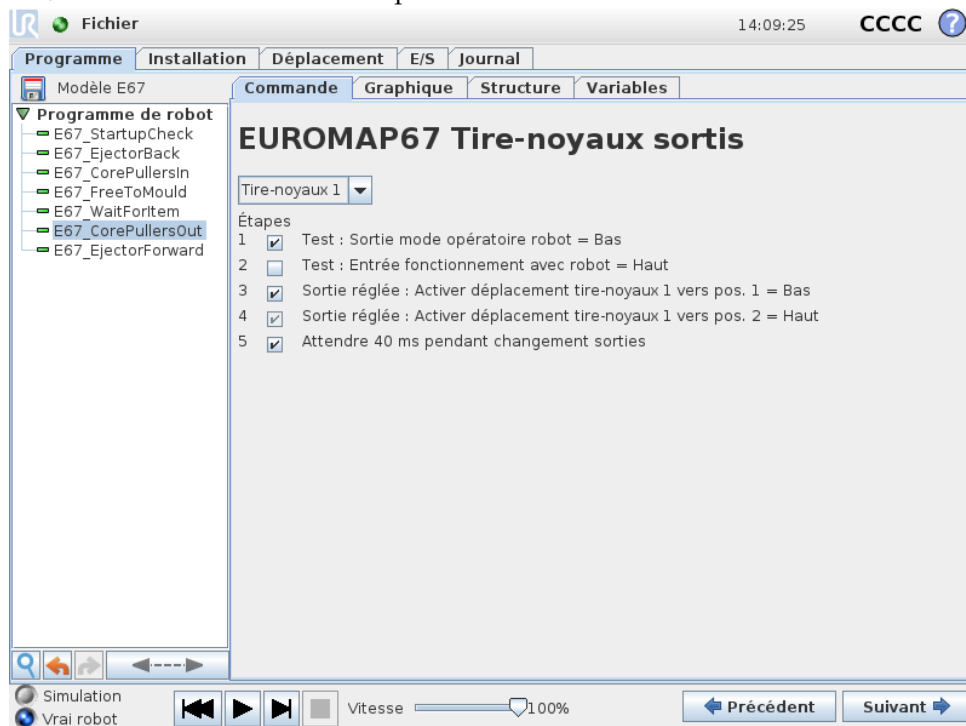 UR Fichier 14:09:25 CCCC ?
Programme Installation Déplacement E/S Journal
Modèle E67 Commande Graphique Structure Variables
Programme de robot
E67_StartupCheck
E67_EjectorBack
E67_CorePullersIn
E67_FreeToMould
E67_WaitForItem
E67_CorePullersOut
E67_EjectorForward
EUROMAP67 Tire-noyaux sortis
Tire-noyaux 1
Étapes
1 Test : Sortie mode opératoire robot = Bas
2 Test : Entrée fonctionnement avec robot = Haut
3 Sortie réglée : Activer déplacement tire-noyaux 1 vers pos. 1 = Bas
4 Sortie réglée : Activer déplacement tire-noyaux 1 vers pos. 2 = Haut
5 Attendre 40 ms pendant changement sorties
Simulation
Vrai robot
Vitesse 100% Précédent Suivant